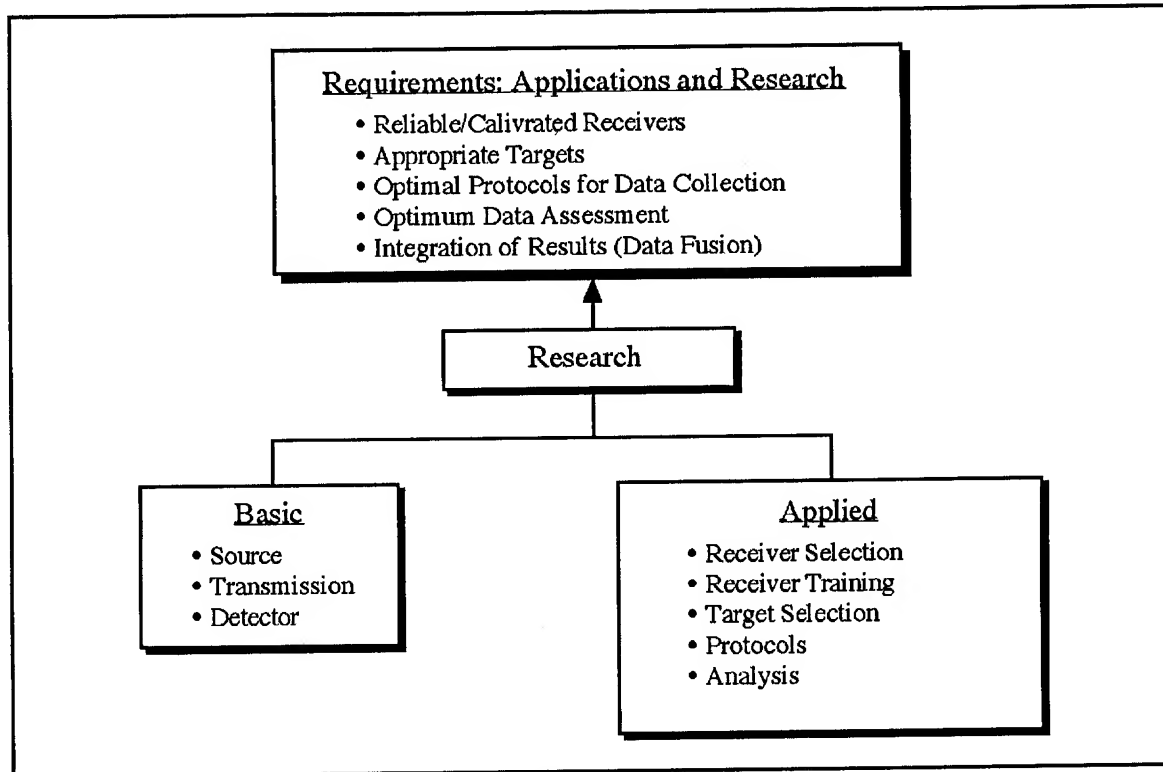 Requirements: Applications and Research
• Reliable/Calivrated Receivers
• Appropriate Targets
• Optimal Protocols for Data Collection
• Optimum Data Assessment
• Integration of Results (Data Fusion)
Research
Basic
• Source
• Transmission
• Detector
Applied
• Receiver Selection
• Receiver Training
• Target Selection
• Protocols
• Analysis